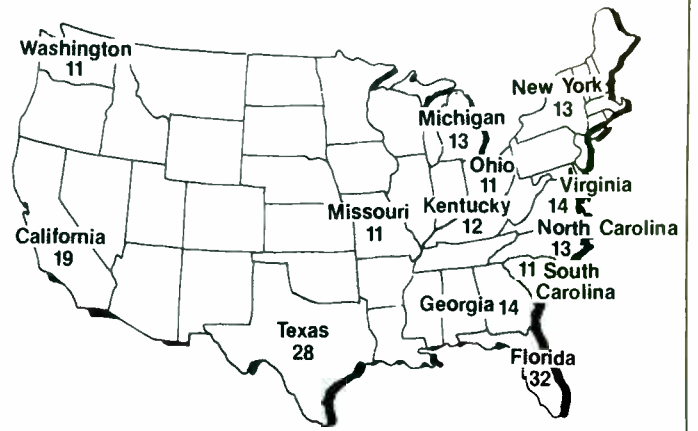 Washington
11
New York
13
Michigan
13
Ohio
11
Virginia
14
Kentucky
12
Missouri
11
North Carolina
13
California
19
11 South
Carolina
Georgia 14
Texas
28
Florida
32